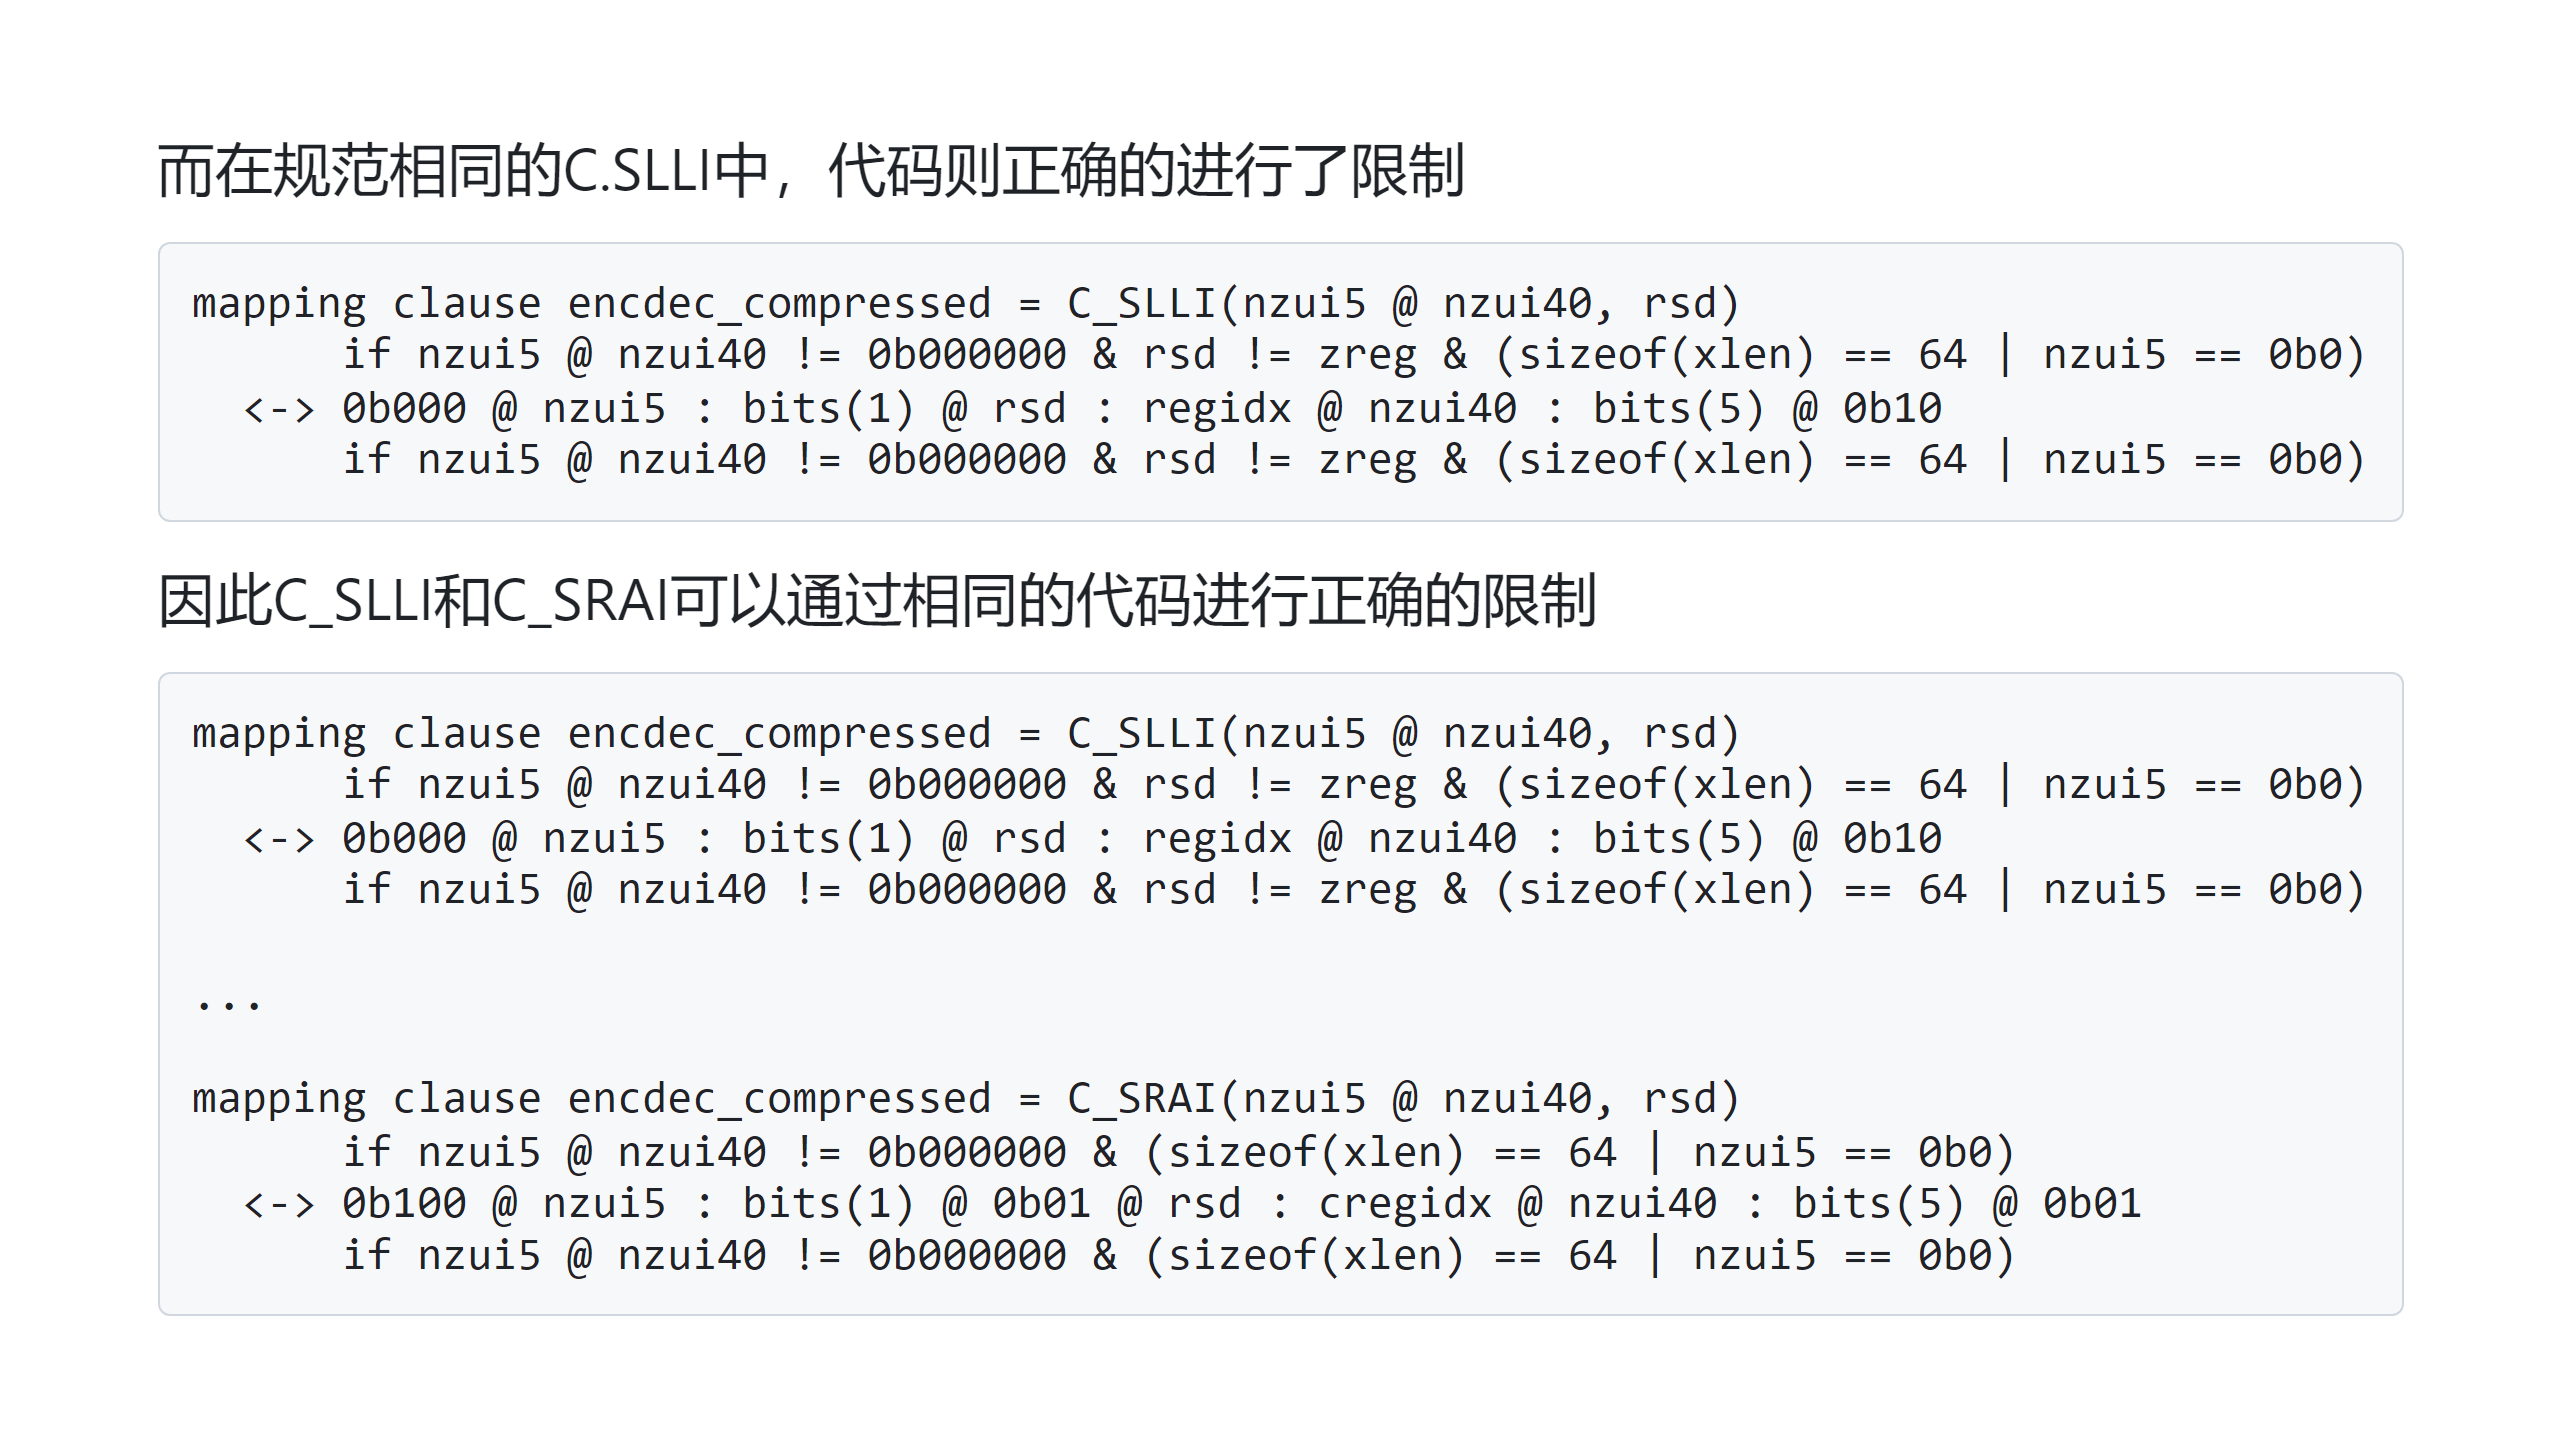 而在规范相同的C.SLLI中，代码则正确的进行了限制
mapping clause encdec_compressed = C_SLLI(nzui5 @ nzui40, rsd)
      if nzui5 @ nzui40 != 0b000000 & rsd != zreg & (sizeof(xlen) == 64 | nzui5 == 0b0)
  <-> 0b000 @ nzui5 : bits(1) @ rsd : regidx @ nzui40 : bits(5) @ 0b10
      if nzui5 @ nzui40 != 0b000000 & rsd != zreg & (sizeof(xlen) == 64 | nzui5 == 0b0)
因此C_SLLI和C_SRAI可以通过相同的代码进行正确的限制
mapping clause encdec_compressed = C_SLLI(nzui5 @ nzui40, rsd)
      if nzui5 @ nzui40 != 0b000000 & rsd != zreg & (sizeof(xlen) == 64 | nzui5 == 0b0)
  <-> 0b000 @ nzui5 : bits(1) @ rsd : regidx @ nzui40 : bits(5) @ 0b10
      if nzui5 @ nzui40 != 0b000000 & rsd != zreg & (sizeof(xlen) == 64 | nzui5 == 0b0)
...
mapping clause encdec_compressed = C_SRAI(nzui5 @ nzui40, rsd)
      if nzui5 @ nzui40 != 0b000000 & (sizeof(xlen) == 64 | nzui5 == 0b0)
  <-> 0b100 @ nzui5 : bits(1) @ 0b01 @ rsd : cregidx @ nzui40 : bits(5) @ 0b01
      if nzui5 @ nzui40 != 0b000000 & (sizeof(xlen) == 64 | nzui5 == 0b0)